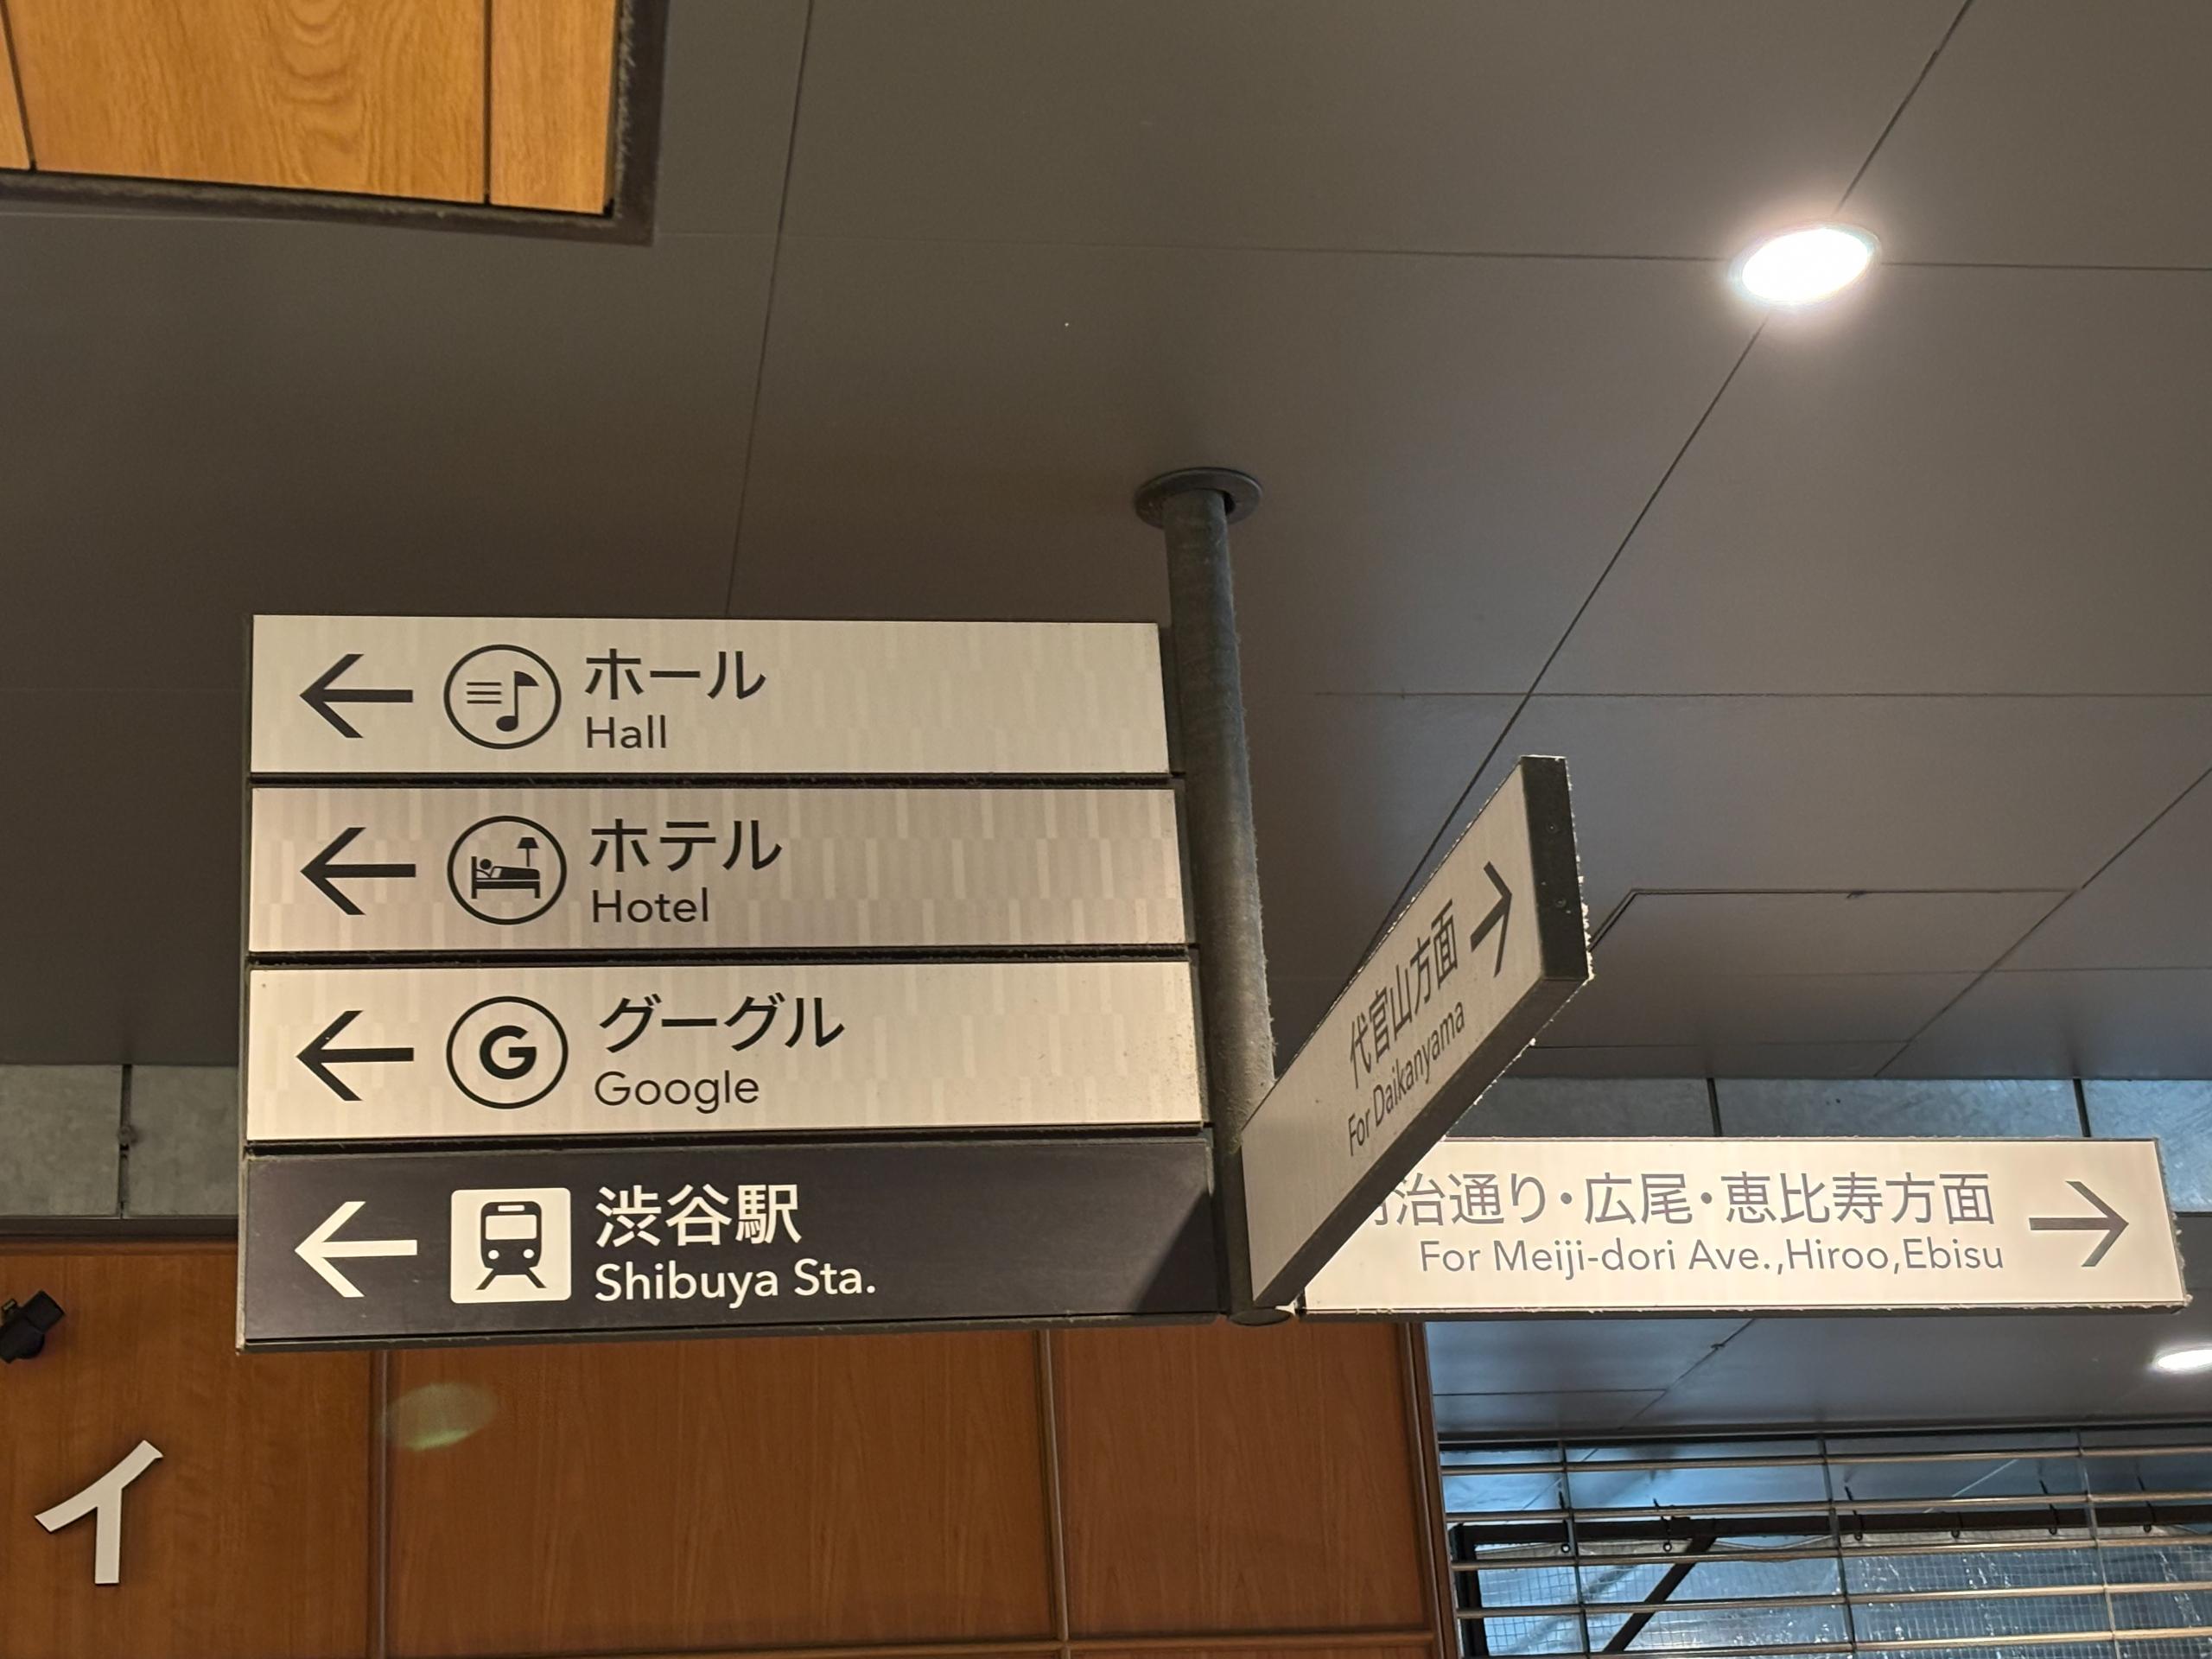 ホール
Hall
ホテル
Hotel
G
グーグル
Google
渋谷駅
Shibuya Sta.
代官山方面
For Daikanyama
治通り・広尾・恵比寿方面
For Meiji-dori Ave.,Hiroo,Ebisu
イ